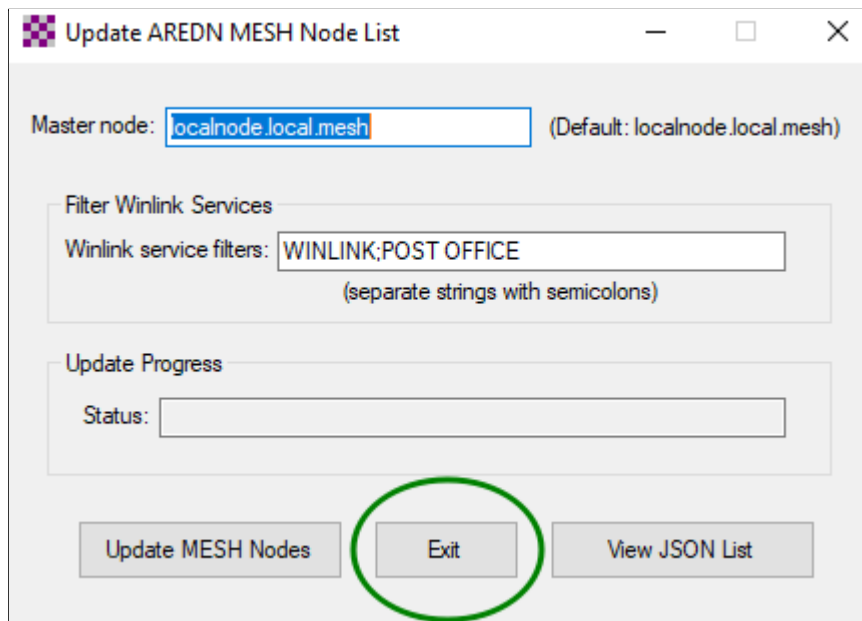 Update AREDN MESH Node List
Master node: localnode.local.mesh (Default: localnode.local.mesh)
Filter Winlink Services
Winlink service filters: WINLINK;POST OFFICE
(separate strings with semicolons)
Update Progress
Status:
Update MESH Nodes Exit View JSON List